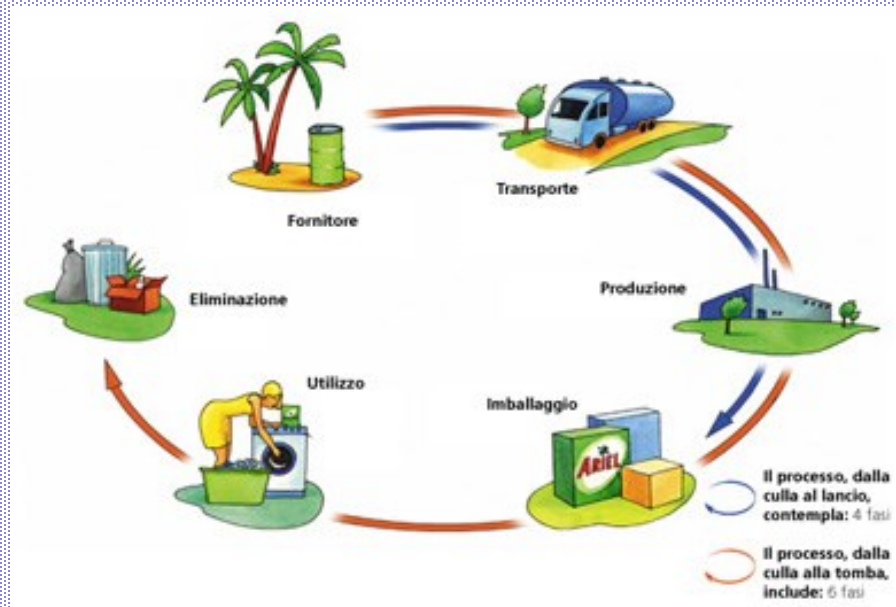 Fornitore
Transporte
Produzione
Eliminazione
Utilizzo
Imballaggio
ARIEL
Il processo, dalla
culla al lancio,
contempla: 4 fasi
Il processo, dalla
culla alla tomba,
include: 6 fasi